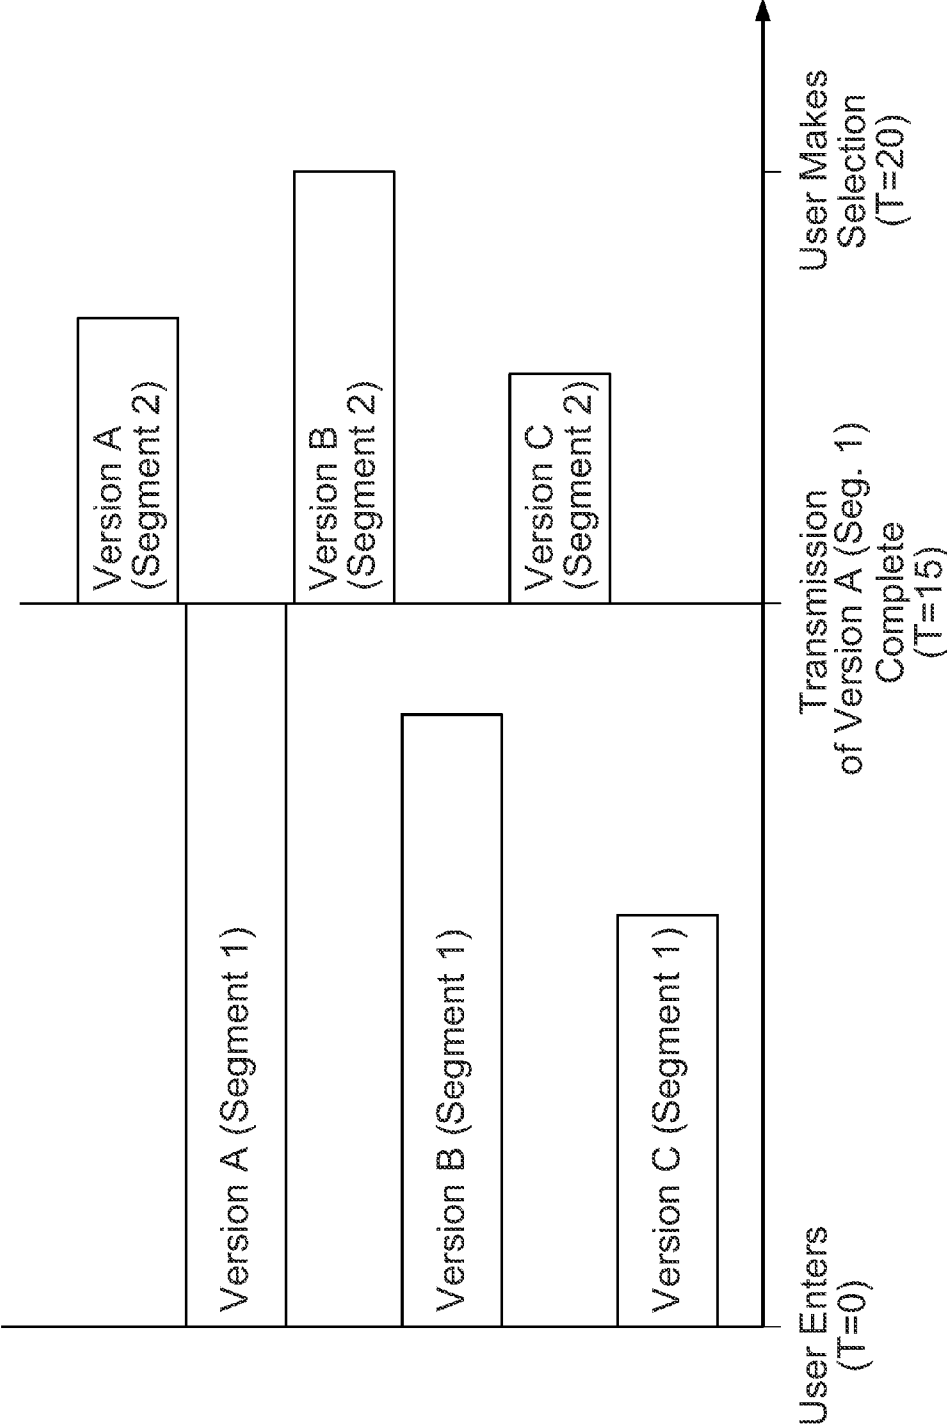 Version A
(Segment 2)
Version A (Segment 1)
Version B
(Segment 2)
Version B (Segment 1)
Version C
(Segment 2)
Version C (Segment 1)
User Enters
(T=0)
Transmission
of Version A(Seg. 1)
Complete
(T=15)
User Makes
Selection
(T=20)